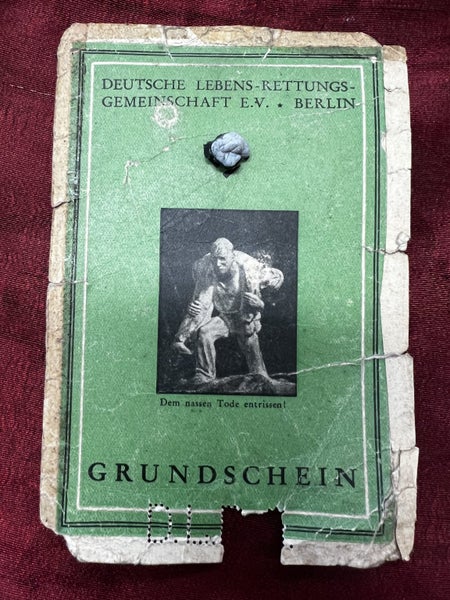 DEUTSCHE LEBENS-RETTUNGS-
GEMEINSCHAFT E.V. • BERLIN
Dem nassen Tode entrissen!
GRUNDSCHEIN